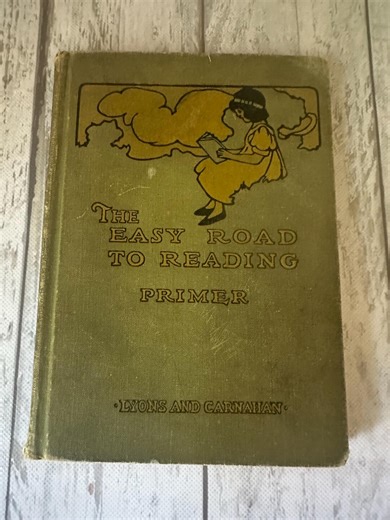 THE
EASY ROAD
TO READING
PRIMER
·LYONS AND CARNAHAN·